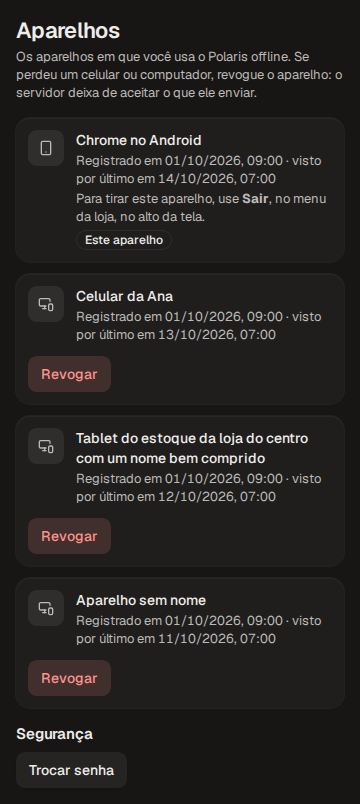 Aparelhos
Os aparelhos em que você usa o Polaris offline. Se
perdeu um celular ou computador, revogue o aparelho: o
servidor deixa de aceitar o que ele enviar.
Chrome no Android
Registrado em 01/10/2026, 09:00 · visto
por último em 14/10/2026, 07:00
Para tirar este aparelho, use Sair, no menu
da loja, no alto da tela.
Este aparelho
Celular da Ana
Registrado em 01/10/2026, 09:00 · visto
por último em 13/10/2026, 07:00
Revogar
Tablet do estoque da loja do centro
com um nome bem comprido
Registrado em 01/10/2026, 09:00 · visto
por último em 12/10/2026, 07:00
Revogar
Aparelho sem nome
Registrado em 01/10/2026, 09:00 · visto
por último em 11/10/2026, 07:00
Revogar
Segurança
Trocar senha